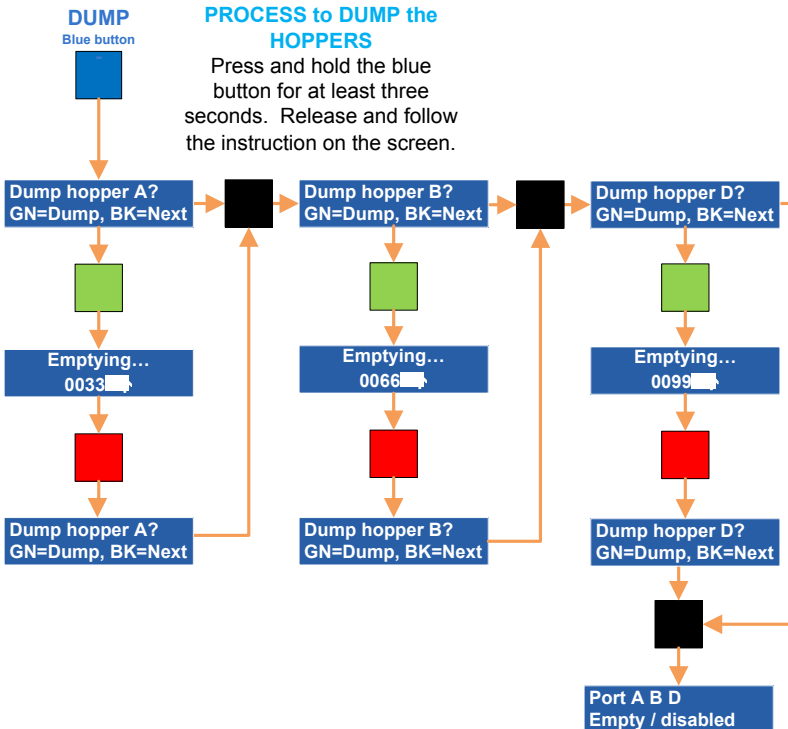 DUMP
Blue button
PROCESS to DUMP the
HOPPERS
Press and hold the blue
button for at least three
seconds. Release and follow
the instruction on the screen.
Dump hopper A?
GN=Dump, BK=Next
Dump hopper B?
GN=Dump, BK=Next
Dump hopper D?
GN=Dump, BK=Next
Emptying...
0033
Emptying...
0066
Emptying...
0099
Dump hopper A?
GN=Dump, BK=Next
Dump hopper B?
GN=Dump, BK=Next
Dump hopper D?
GN=Dump, BK=Next
Port A B D
Empty / disabled